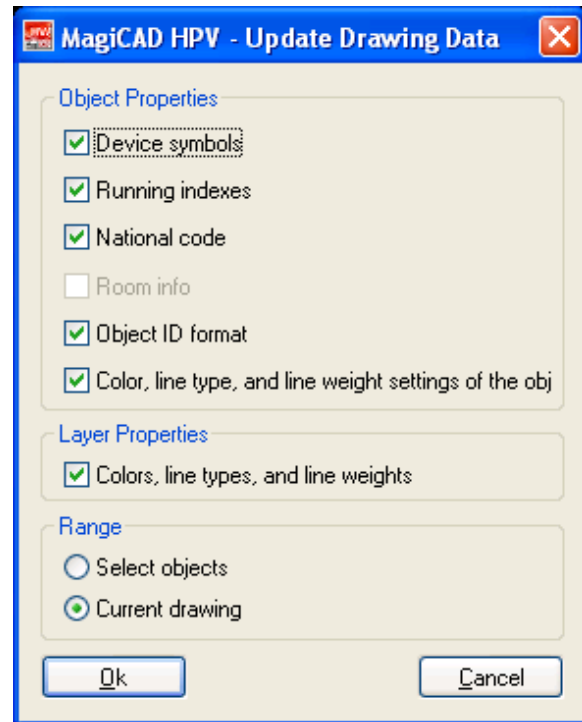 MagiCAD HPV - Update Drawing Data
Object Properties
Device symbols
Running indexes
National code
Room info
Object ID format
Color, line type, and line weight settings of the obj
Layer Properties
Colors, line types, and line weights
Range
Select objects
Current drawing
Ok Cancel